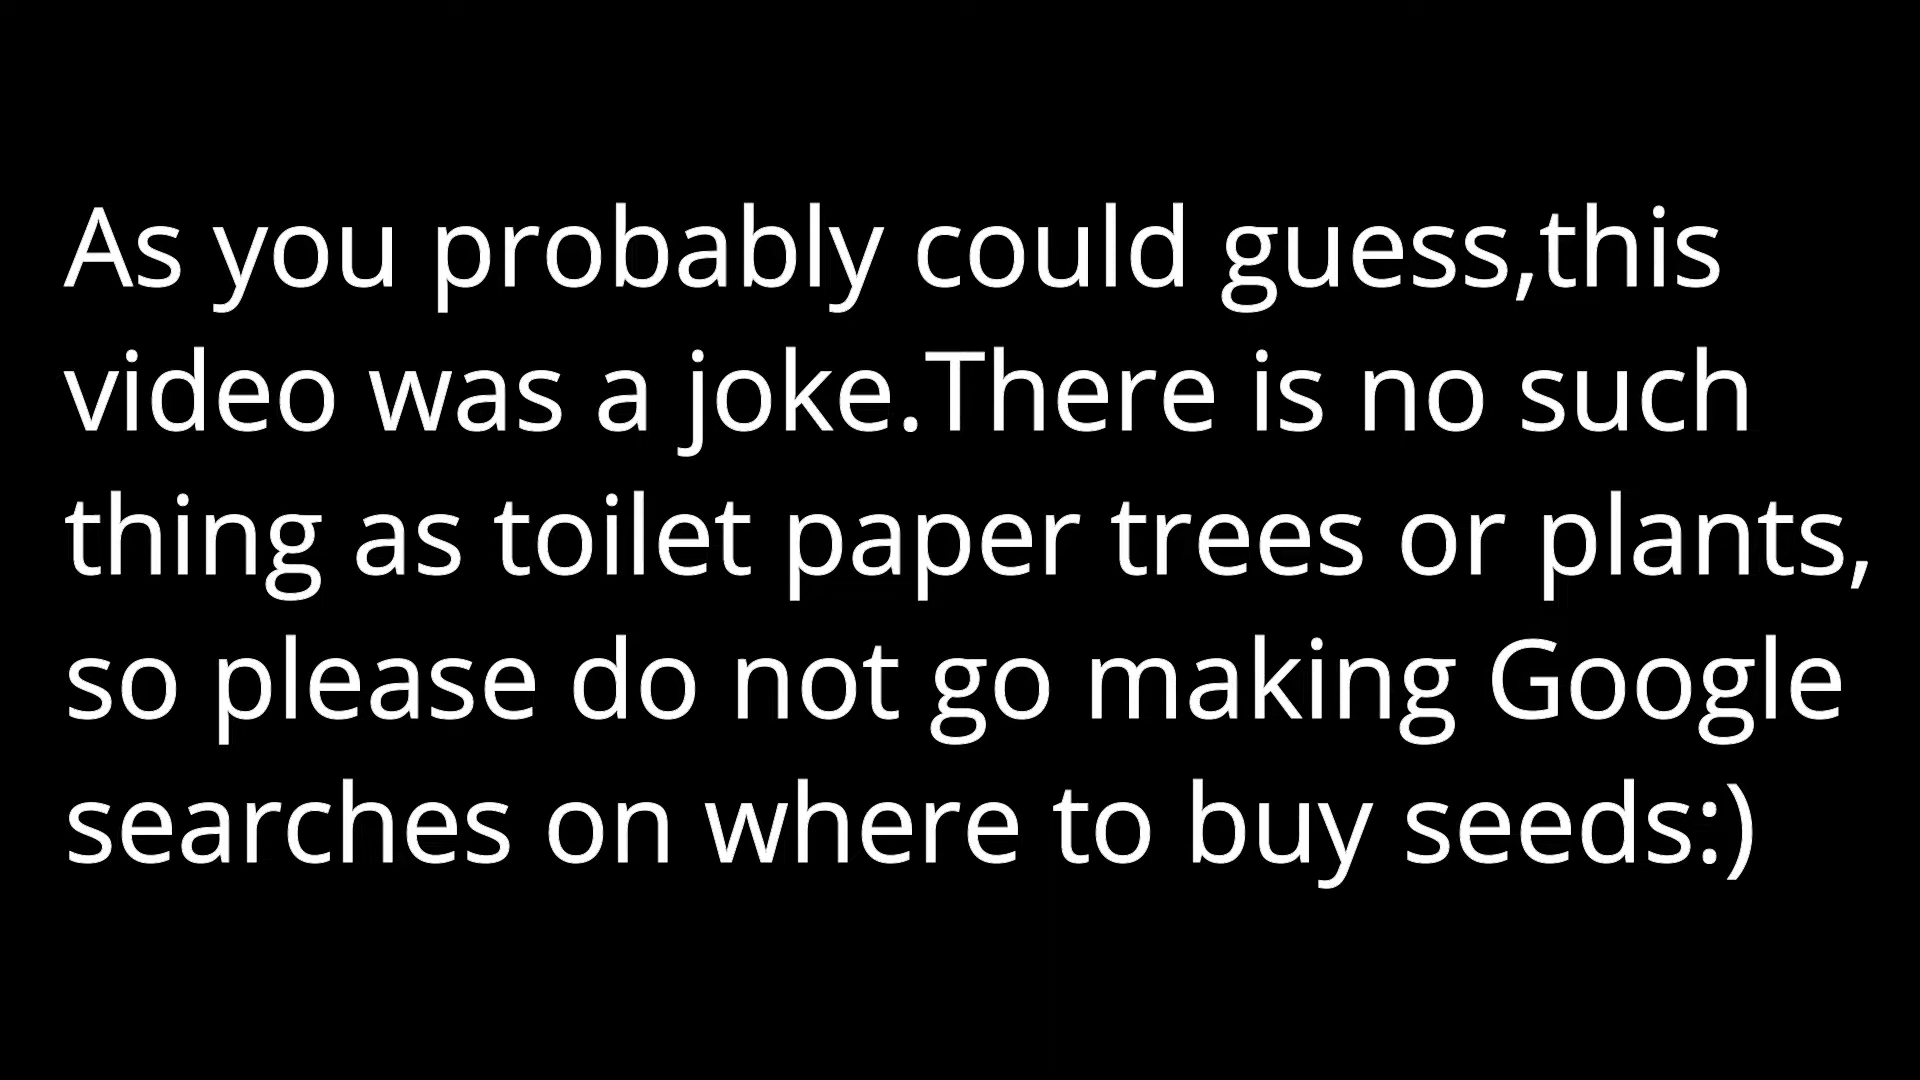 As you probably could guess,this
video was a joke.There is no such
thing as toilet paper trees or plants,
so please do not go making Google
searches on where to buy seeds:)